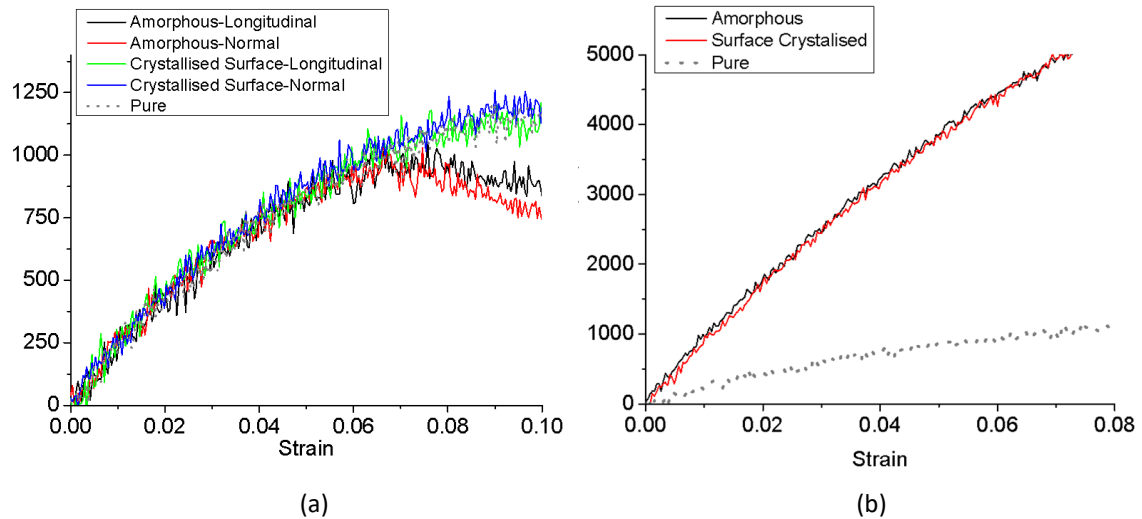 Amorphous-Longitudinal
Amorphous-Normal
Crystallised Surface-Longitudinal
Crystallised Surface-Normal
Pure
1250
1000
750
500
250
0
0.00 0.02 0.04 0.06 0.08 0.10
Strain
(a)
Amorphous
Surface Crystalised
Pure
5000
4000
3000
2000
1000
0
0.00 0.02 0.04 0.06 0.08
Strain
(b)